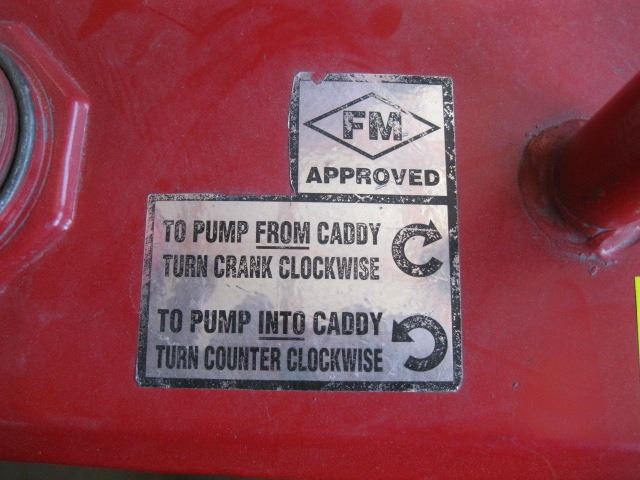 FM
APPROVED
TO PUMP FROM CADDY
TURN CRANK CLOCKWISE
TO PUMP INTO CADDY
TURN COUNTER CLOCKWISE